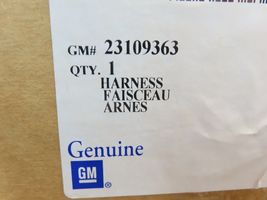 GM# 23109363
QTY. 1
HARNESS
FAISCEAU
ARNES
Genuine
GM
®